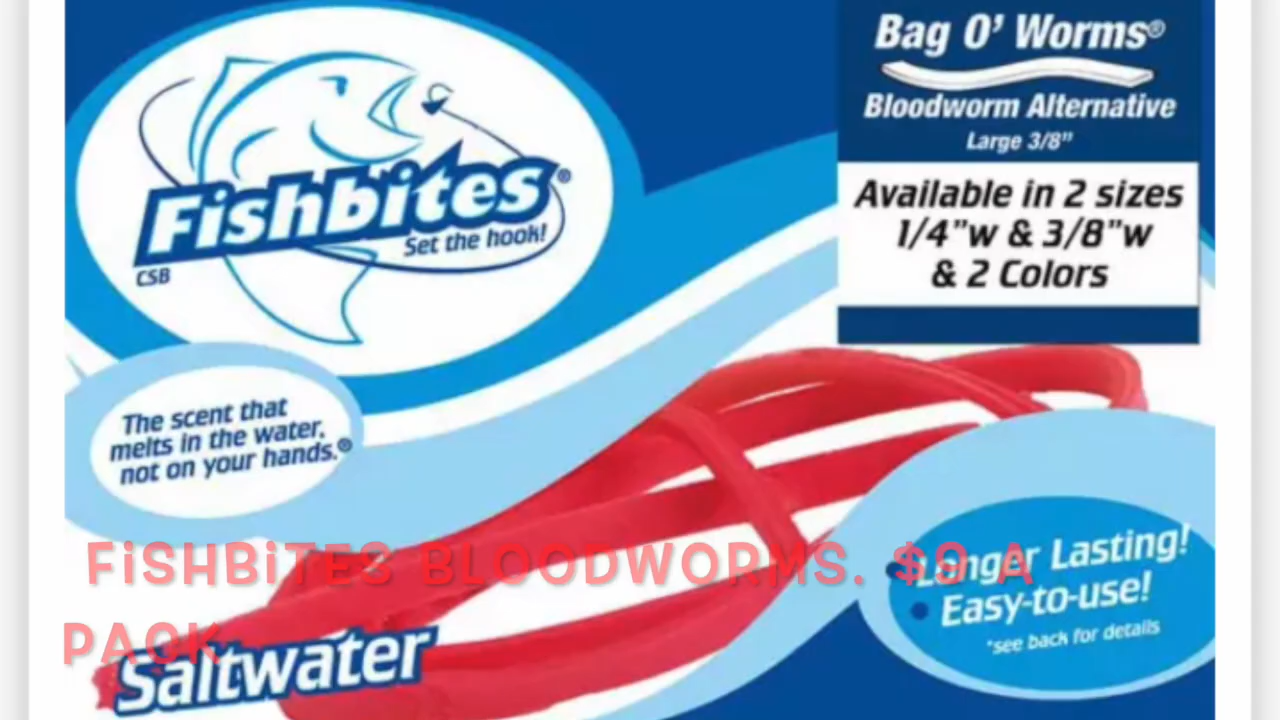 Bag O' Worms®
Bloodworm Alternative
Large 3/8"
Available in 2 sizes
1/4"w & 3/8"w
& 2 Colors
Fishbites®
Set the hook!
CSB
The scent that
melts in the water,
not on your hands.®
FiSHBiTES BLOODWORMS. $9 A
PACK
Longer Lasting!
Easy-to-use!
*see back for details
Saltwater